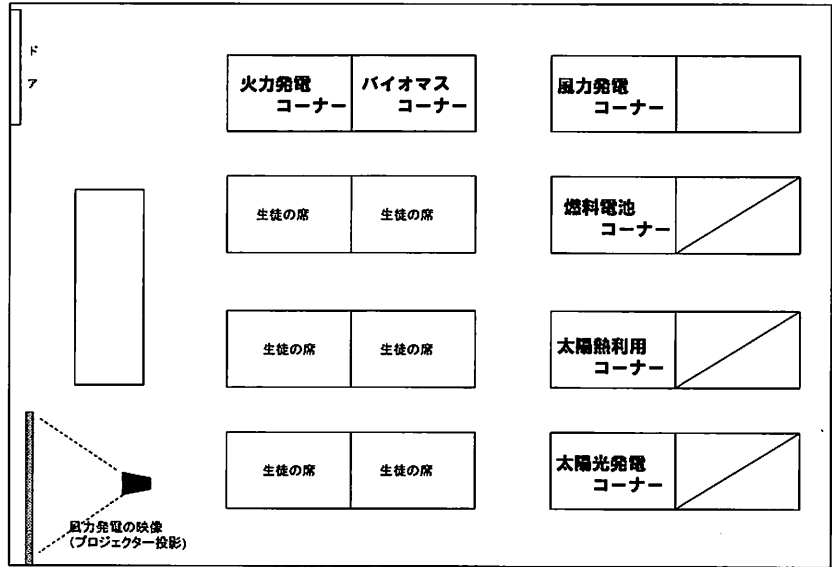 ド
ア
火力発電
コーナー
バイオマス
コーナー
風力発電
コーナー
生徒の席
生徒の席
燃料電池
コーナー
生徒の席
生徒の席
太陽熱利用
コーナー
生徒の席
生徒の席
太陽光発電
コーナー
風力発電の映像
(プロジェクター投影)